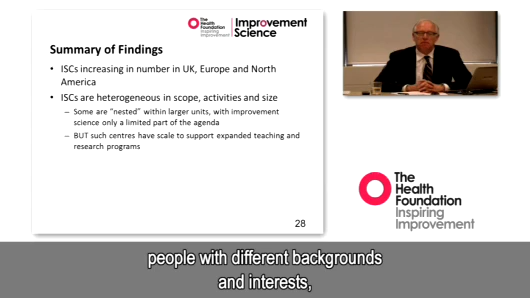 The
Health
Foundation
Inspiring
Improvement
Improvement
Science
Summary of Findings
• ISCs increasing in number in UK, Europe and North
America
• ISCs are heterogeneous in scope, activities and size
– Some are “nested” within larger units, with improvement
science only a limited part of the agenda
– BUT such centres have scale to support expanded teaching and
research programs
28
The
Health
Foundation
Inspiring
Improvement
people with different backgrounds
and interests,